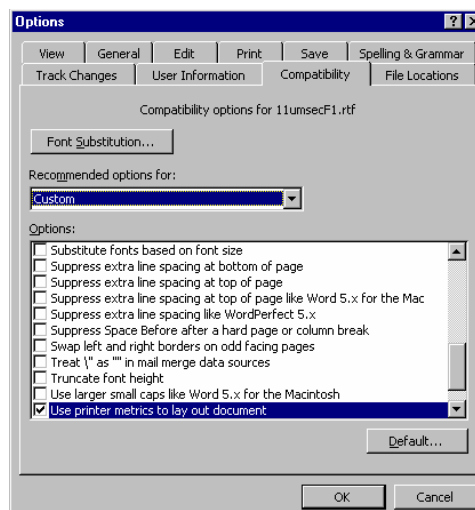 Options
View General Edit Print Save Spelling & Grammar
Track Changes User Information Compatibility File Locations
Compatibility options for 11umsecF1.rtf
Font Substitution...
Recommended options for:
Custom
Options:
Substitute fonts based on font size
Suppress extra line spacing at bottom of page
Suppress extra line spacing at top of page
Suppress extra line spacing at top of page like Word 5.x for the Mac
Suppress extra line spacing like WordPerfect 5.x
Suppress Space Before after a hard page or column break
Swap left and right borders on odd facing pages
Treat \" as "" in mail merge data sources
Truncate font height
Use larger small caps like Word 5.x for the Macintosh
Use printer metrics to lay out document
Default...
OK Cancel